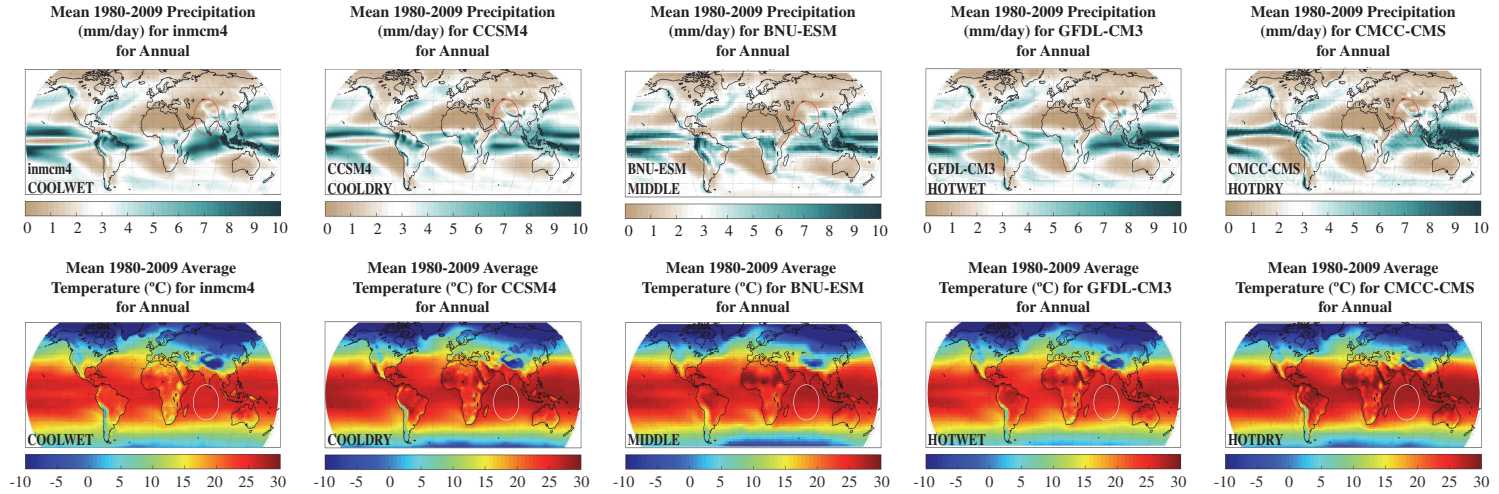 Mean 1980-2009 Precipitation
(mm/day) for inmcm4
for Annual
inmcm4
COOLWET
0 1 2 3 4 5 6 7 8 9 10
Mean 1980-2009 Precipitation
(mm/day) for CCSM4
for Annual
CCSM4
COOLDRY
0 1 2 3 4 5 6 7 8 9 10
Mean 1980-2009 Precipitation
(mm/day) for BNU-ESM
for Annual
BNU-ESM
MIDDLE
0 1 2 3 4 5 6 7 8 9 10
Mean 1980-2009 Precipitation
(mm/day) for GFDL-CM3
for Annual
GFDL-CM3
HOTWET
0 1 2 3 4 5 6 7 8 9 10
Mean 1980-2009 Precipitation
(mm/day) for CMCC-CMS
for Annual
CMCC-CMS
HOTDRY
0 1 2 3 4 5 6 7 8 9 10
Mean 1980-2009 Average
Temperature (ºC) for inmcm4
for Annual
COOLWET
-10 -5 0 5 10 15 20 25 30
Mean 1980-2009 Average
Temperature (ºC) for CCSM4
for Annual
COOLDRY
-10 -5 0 5 10 15 20 25 30
Mean 1980-2009 Average
Temperature (ºC) for BNU-ESM
for Annual
MIDDLE
-10 -5 0 5 10 15 20 25 30
Mean 1980-2009 Average
Temperature (ºC) for GFDL-CM3
for Annual
HOTWET
-10 -5 0 5 10 15 20 25 30
Mean 1980-2009 Average
Temperature (ºC) for CMCC-CMS
for Annual
HOTDRY
-10 -5 0 5 10 15 20 25 30